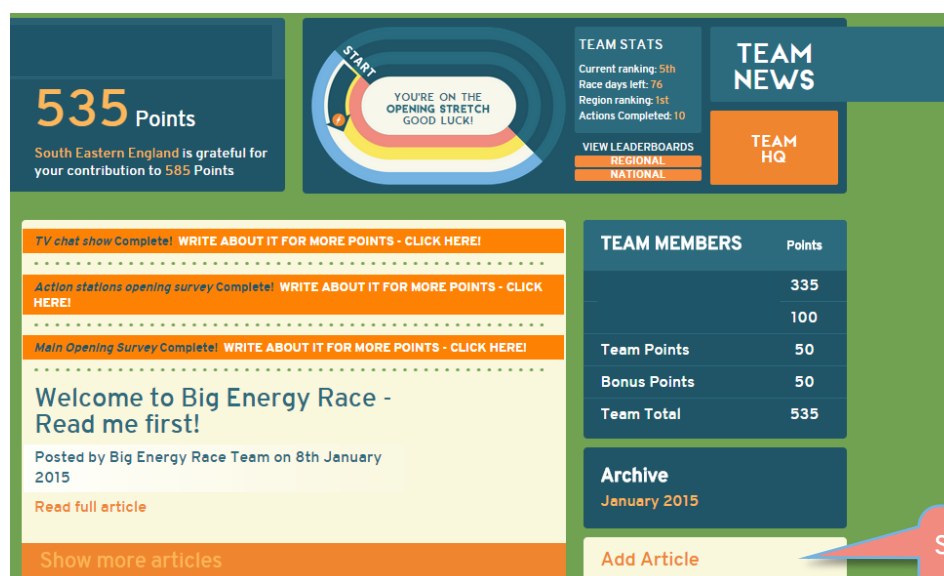 535 Points
South Eastern England is grateful for
your contribution to 585 Points
START
YOU'RE ON THE
OPENING STRETCH
GOOD LUCK!
TEAM STATS
Current ranking: 5th
Race days left: 76
Region ranking: 1st
Actions Completed: 10
VIEW LEADERBOARDS
REGIONAL
NATIONAL
TEAM
NEWS
TEAM
HQ
TV chat show Complete! WRITE ABOUT IT FOR MORE POINTS - CLICK HERE!
Action stations opening survey Complete! WRITE ABOUT IT FOR MORE POINTS - CLICK
HERE!
Main Opening Survey Complete! WRITE ABOUT IT FOR MORE POINTS - CLICK HERE!
Welcome to Big Energy Race -
Read me first!
Posted by Big Energy Race Team on 8th January
2015
Read full article
Show more articles
TEAM MEMBERS Points
335
100
Team Points 50
Bonus Points 50
Team Total 535
Archive
January 2015
Add Article
S